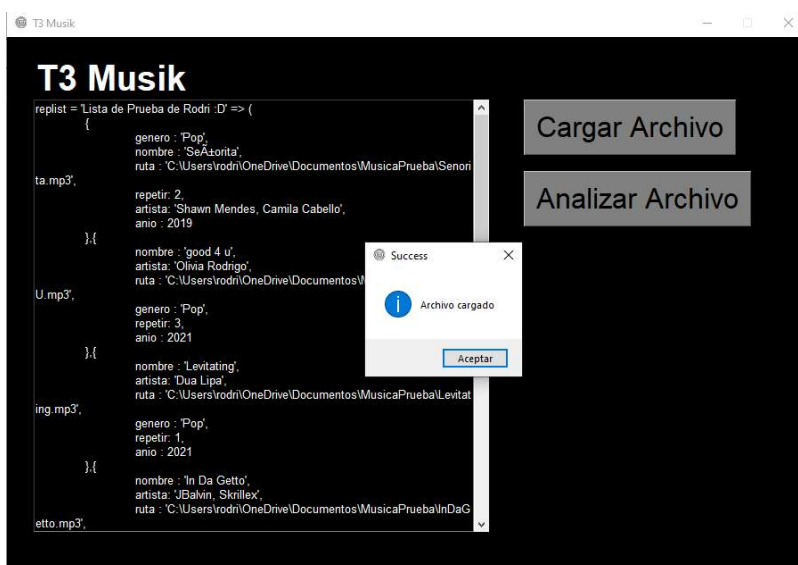 T3 Musik
T3 Musik
replist = 'Lista de Prueba de Rodri :D' => (
{
genero : 'Pop',
nombre : 'SeÃ±orita',
ruta : 'C:\Users\rodri\OneDrive\Documentos\MusicaPrueba\Senori
ta.mp3',
repetir: 2,
artista: 'Shawn Mendes, Camila Cabello',
anio : 2019
},{
nombre : 'good 4 u',
artista: 'Olivia Rodrigo',
ruta : 'C:\Users\rodri\OneDrive\Documentos\
U.mp3',
genero : 'Pop',
repetir: 3,
anio : 2021
},{
nombre : 'Levitating',
artista: 'Dua Lipa',
ruta : 'C:\Users\rodri\OneDrive\Documentos\MusicaPrueba\Levitat
ing.mp3',
genero : 'Pop',
repetir: 1,
anio : 2021
},{
nombre : 'In Da Getto',
artista: 'JBalvin, Skrillex',
ruta : 'C:\Users\rodri\OneDrive\Documentos\MusicaPrueba\InDaG
etto.mp3',
Cargar Archivo
Analizar Archivo
Success
Archivo cargado
Aceptar